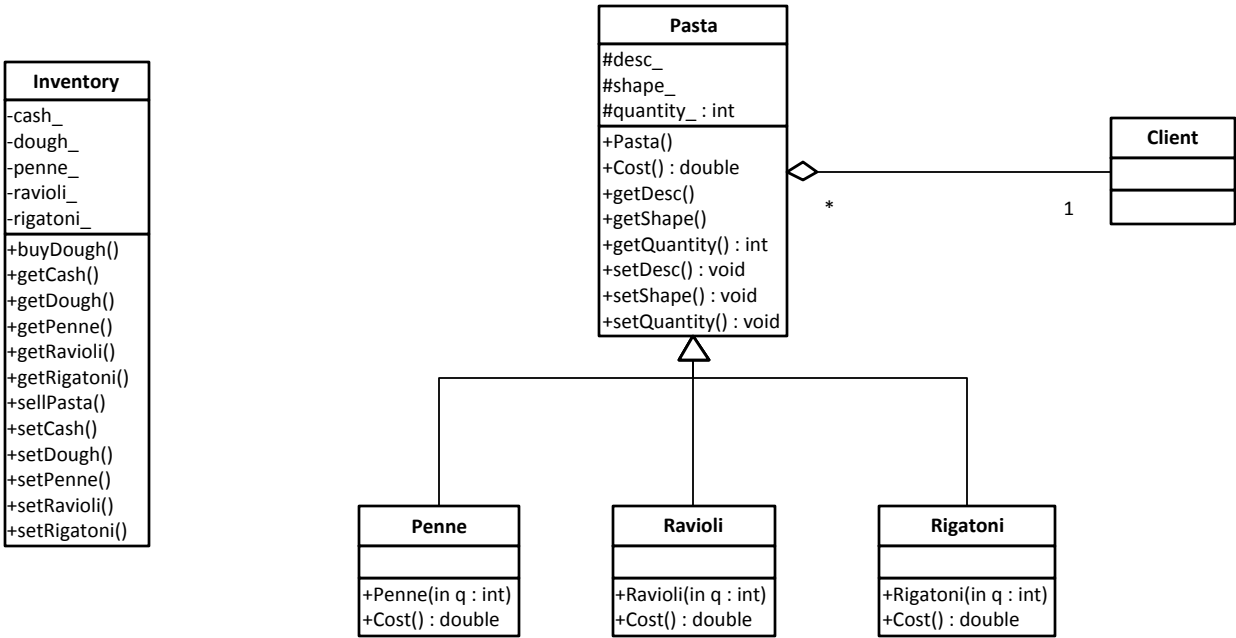 Inventory
-cash_
-dough_
-penne_
-ravioli_
-rigatoni_
+buyDough()
+getCash()
+getDough()
+getPenne()
+getRavioli()
+getRigatoni()
+sellPasta()
+setCash()
+setDough()
+setPenne()
+setRavioli()
+setRigatoni()
Pasta
#desc_
#shape_
#quantity_ : int
+Pasta()
+Cost() : double
+getDesc()
+getShape()
+getQuantity() : int
+setDesc() : void
+setShape() : void
+setQuantity() : void
*
1
Client
Penne
+Penne(in q : int)
+Cost() : double
Ravioli
+Ravioli(in q : int)
+Cost() : double
Rigatoni
+Rigatoni(in q : int)
+Cost() : double